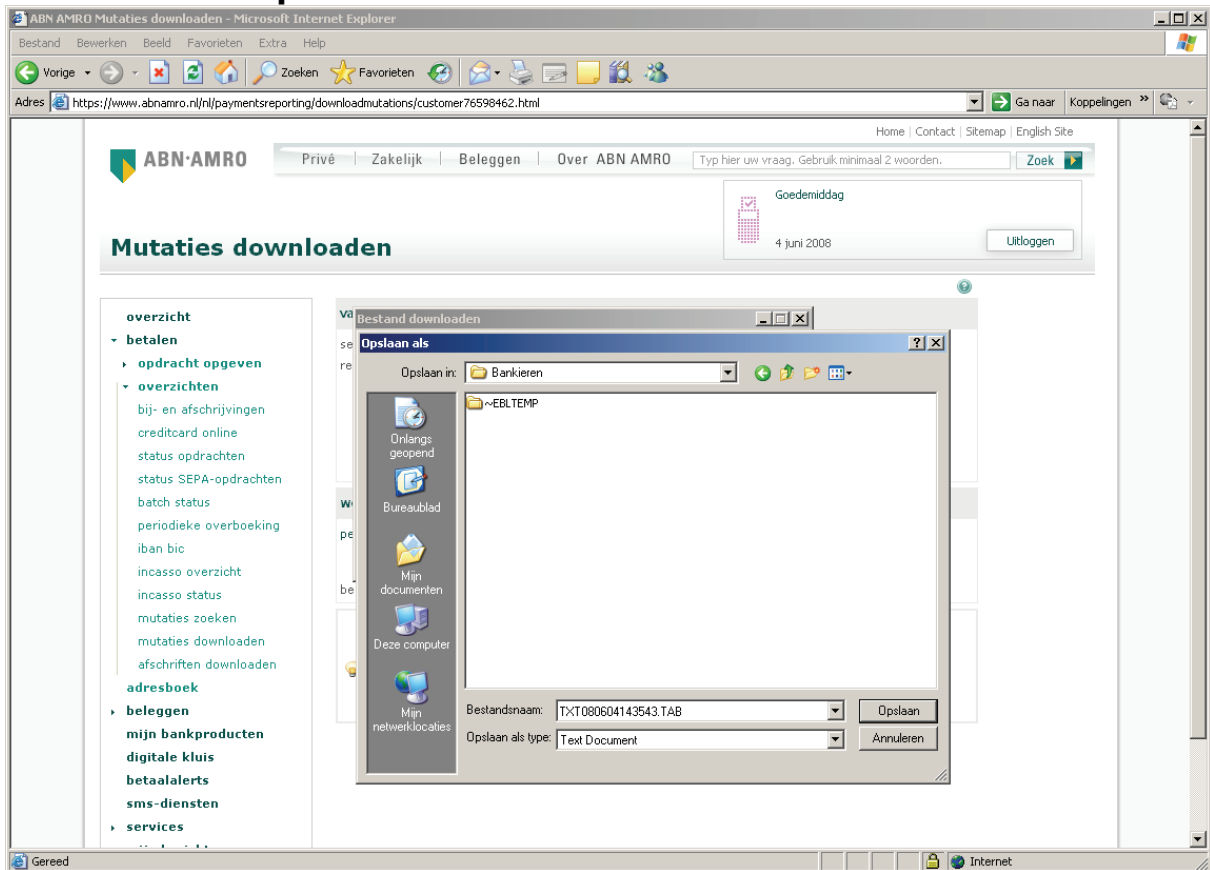 ABN AMRO Mutaties downloaden - Microsoft Internet Explorer
Bestand Bewerken Beeld Favorieten Extra Help
Vorige Zoeken Favorieten
Adres https://www.abnamro.nl/nl/paymentsreporting/downloadmutations/customer76598462.html Ga naar Koppelingen »
Home | Contact | Sitemap | English Site
ABN·AMRO Privé | Zakelijk | Beleggen | Over ABN AMRO Typ hier uw vraag. Gebruik minimaal 2 woorden. Zoek
Goedemiddag
4 juni 2008 Uitloggen
Mutaties downloaden
overzicht
betalen
opdracht opgeven
overzichten
bij- en afschrijvingen
creditcard online
status opdrachten
status SEPA-opdrachten
batch status
periodieke overboeking
iban bic
incasso overzicht
incasso status
mutaties zoeken
mutaties downloaden
afschriften downloaden
adresboek
beleggen
mijn bankproducten
digitale kluis
betaalalerts
sms-diensten
services
va
se
re
pe
be
Bestand downloaden
Opslaan als
Opslaan in: Bankieren
~EBLTEMP
Onlangs
geopend
Bureaublad
Mijn
documenten
Deze computer
Mijn
netwerklocaties
Bestandsnaam: TXT080604143543.TAB Opslaan
Opslaan als type: Text Document Annuleren
Gereed Internet